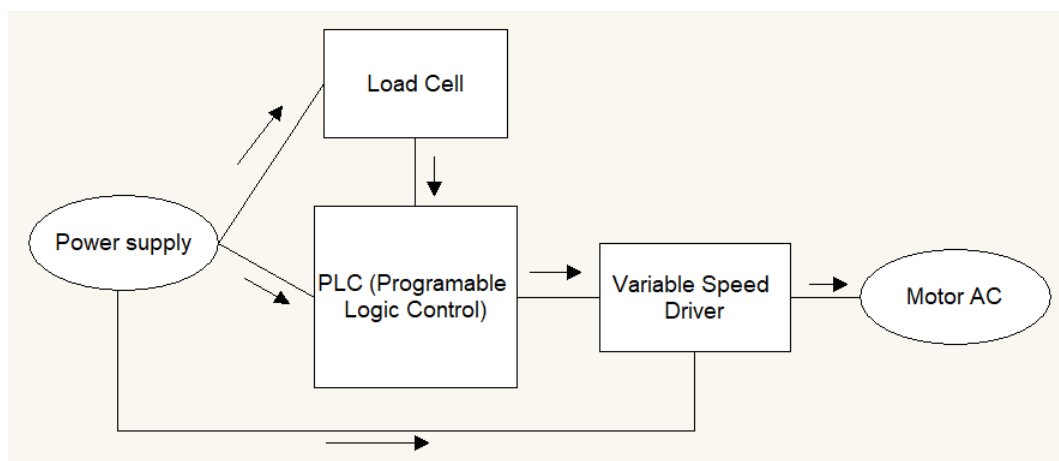 Load Cell
Power supply
PLC (Programable
Logic Control)
Variable Speed
Driver
Motor AC